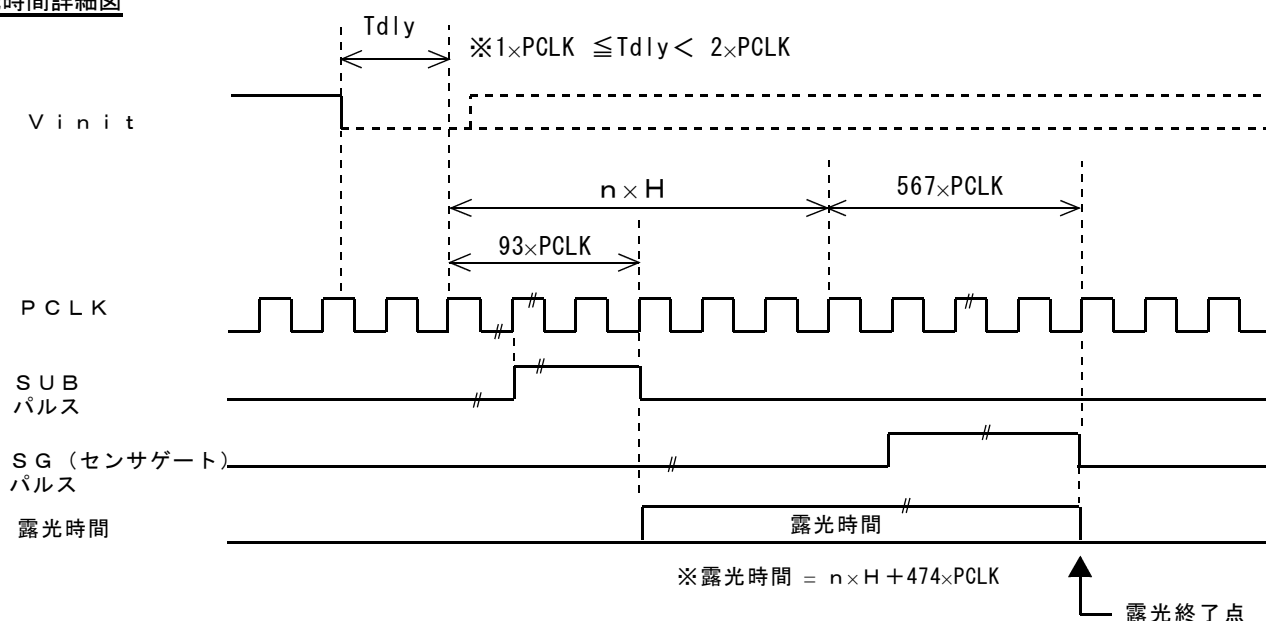 時間詳細図
Tdly
※1×PCLK ≦Tdly< 2×PCLK
Vinit
n×H
567×PCLK
93×PCLK
PCLK
SUB
パルス
SG(センサゲート)
パルス
露光時間
露光時間
※露光時間 = n×H+474×PCLK
露光終了点